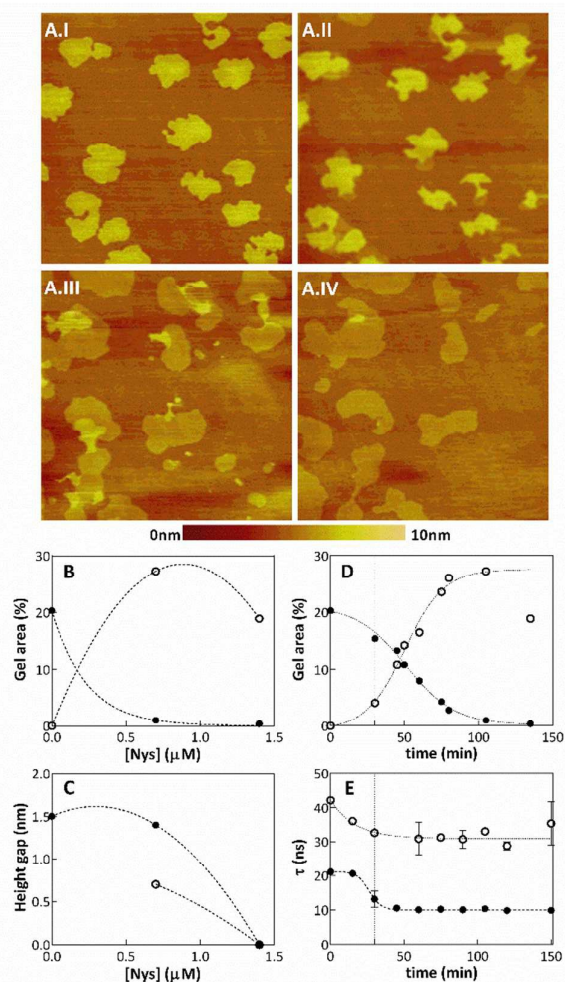 A.I
A.II
A.III
A.IV
0nm
10nm
B
Gel area (%)
30
20
10
0
0.0
0.5
1.0
1.5
[Nys] (μM)
D
Gel area (%)
30
20
10
0
0
50
100
150
time (min)
C
Height gap (nm)
2.0
1.5
1.0
0.5
0.0
0.0
0.5
1.0
1.5
[Nys] (μM)
E
τ (ns)
50
40
30
20
10
0
0
50
100
150
time (min)